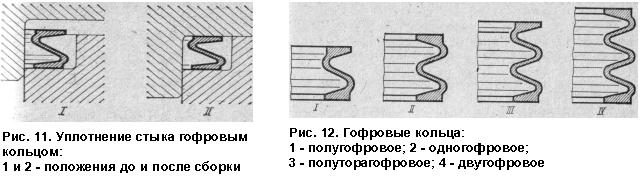 I
II
Рис. 11. Уплотнение стыка гофровым
кольцом:
1 и 2 - положения до и после сборки
I
II
III
IV
Рис. 12. Гофровые кольца:
1 - полугофровое; 2 - одногофровое;
3 - полуторагофровое; 4 - двугофровое